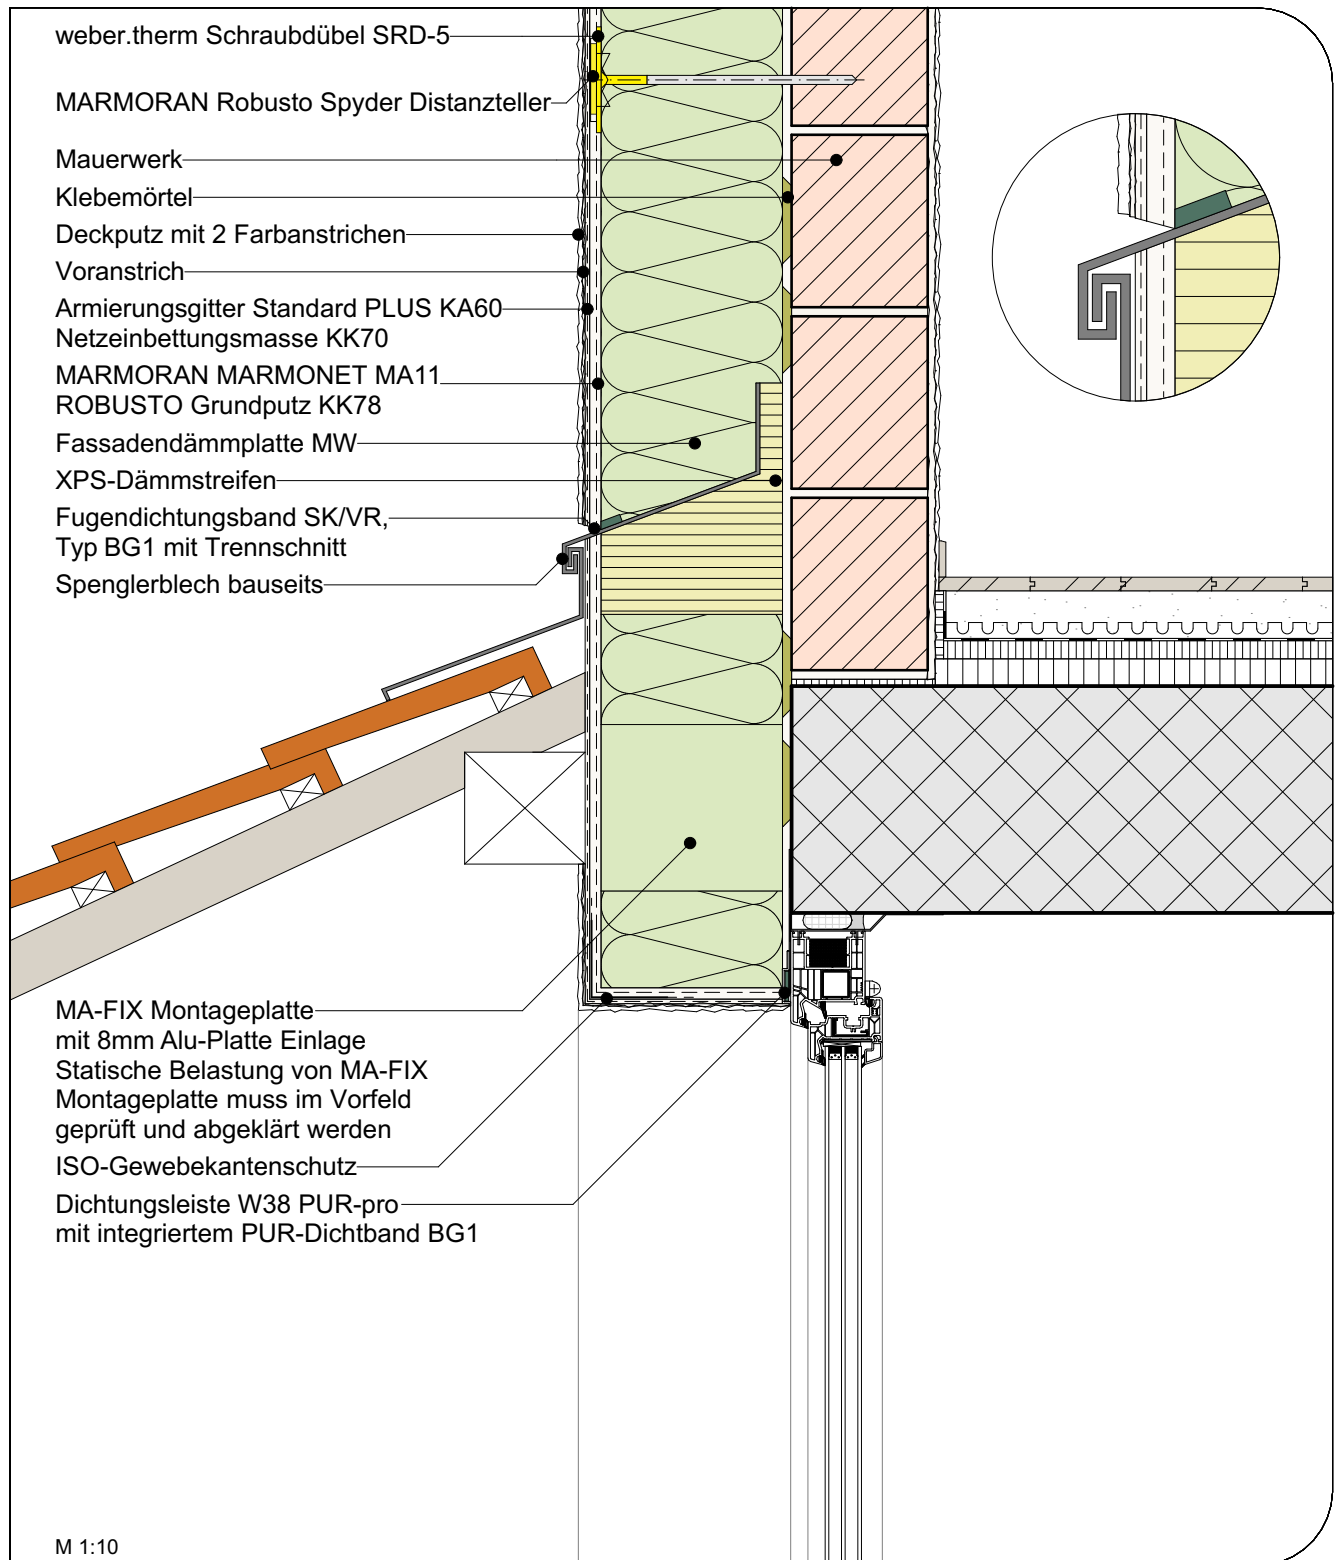 weber.therm Schraubdübel SRD-5
MARMORAN Robusto Spyder Distanzteller
Mauerwerk
Klebemörtel
Deckputz mit 2 Farbanstrichen
Voranstrich
Armierungsgitter Standard PLUS KA60
Netzeinbettungsmasse KK70
MARMORAN MARMONET MA11
ROBUSTO Grundputz KK78
Fassadendämmplatte MW
XPS-Dämmstreifen
Fugendichtungsband SK/VR,
Typ BG1 mit Trennschnitt
Spenglerblech bauseits
MA-FIX Montageplatte
mit 8mm Alu-Platte Einlage
Statische Belastung von MA-FIX
Montageplatte muss im Vorfeld
geprüft und abgeklärt werden
ISO-Gewebekantenschutz
Dichtungsleiste W38 PUR-pro
mit integriertem PUR-Dichtband BG1
M 1:10